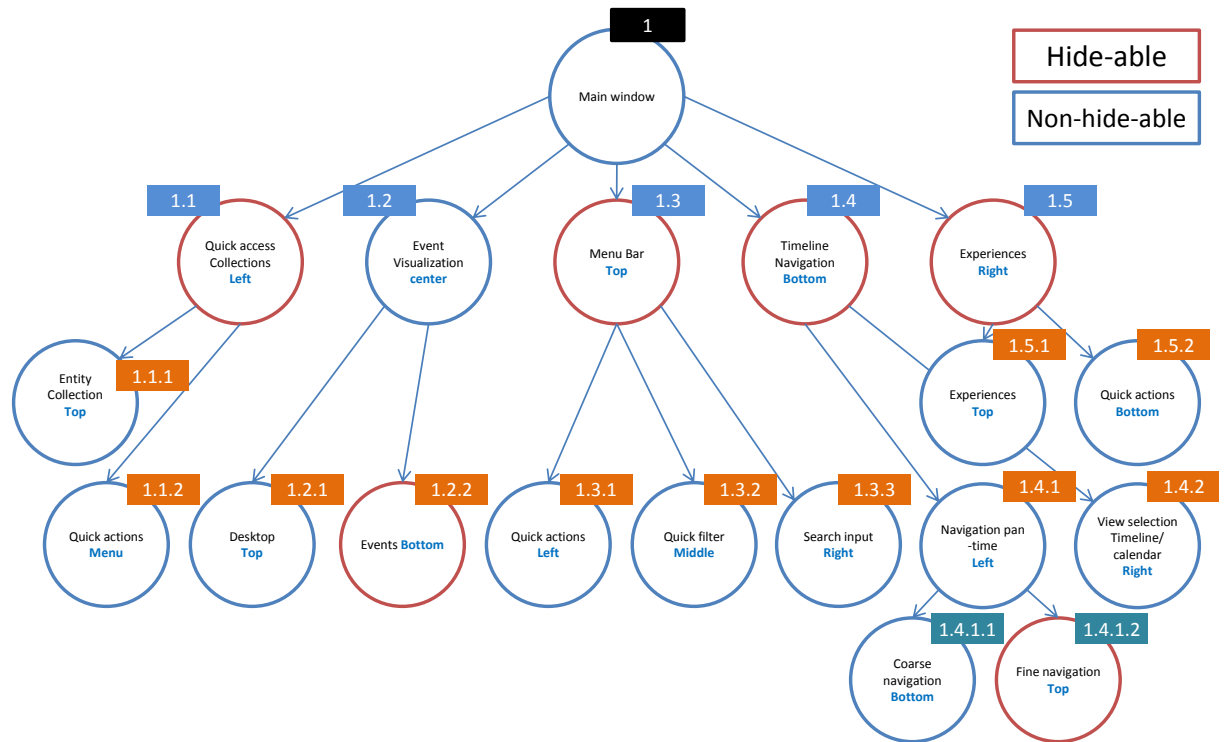 1
Main window
Hide-able
Non-hide-able
1.1
Quick access
Collections
Left
1.2
Event
Visualization
center
1.3
Menu Bar
Top
1.4
Timeline
Navigation
Bottom
1.5
Experiences
Right
1.1.1
Entity
Collection
Top
1.5.1
Experiences
Top
1.5.2
Quick actions
Bottom
1.1.2
Quick actions
Menu
1.2.1
Desktop
Top
1.2.2
Events Bottom
1.3.1
Quick actions
Left
1.3.2
Quick filter
Middle
1.3.3
Search input
Right
1.4.1
Navigation pan
-time
Left
1.4.2
View selection
Timeline/
calendar
Right
1.4.1.1
Coarse
navigation
Bottom
1.4.1.2
Fine navigation
Top